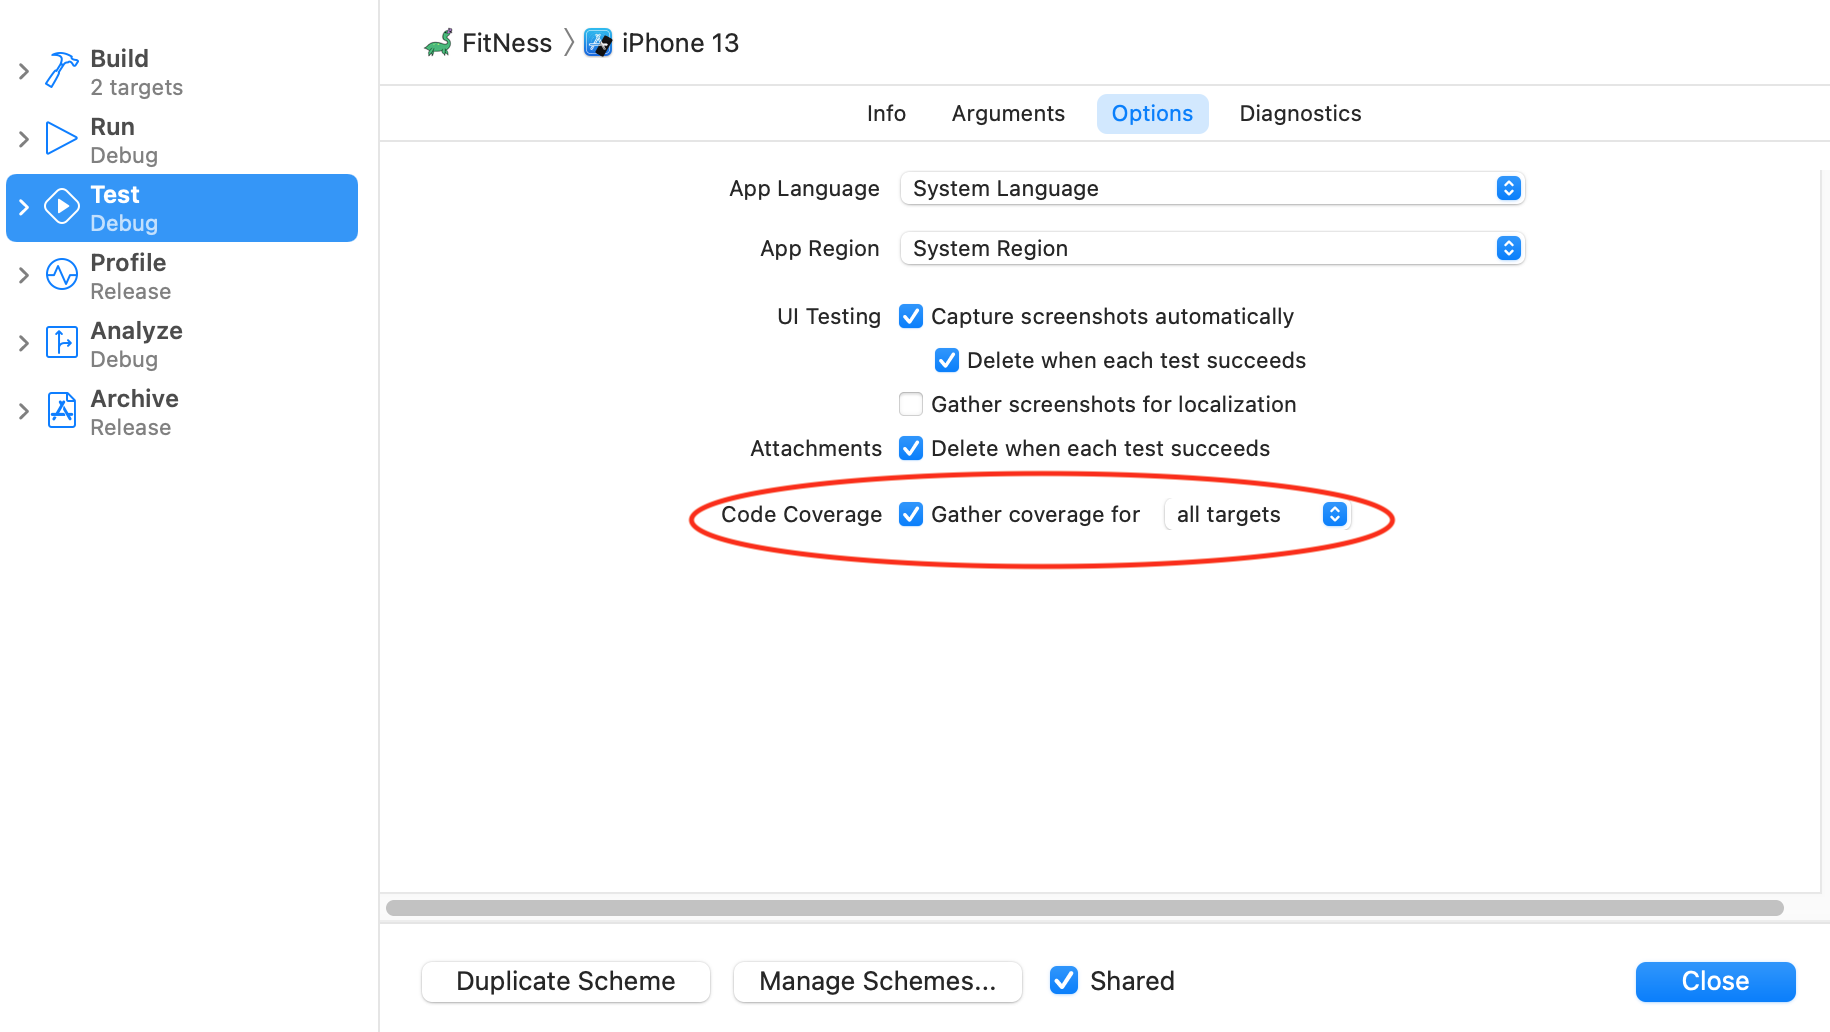 Build
2 targets
Run
Debug
Test
Debug
Profile
Release
Analyze
Debug
Archive
Release
FitNess iPhone 13
Info Arguments Options Diagnostics
App Language System Language
App Region System Region
UI Testing Capture screenshots automatically
Delete when each test succeeds
Gather screenshots for localization
Attachments Delete when each test succeeds
Code Coverage Gather coverage for all targets
Duplicate Scheme Manage Schemes... Shared Close